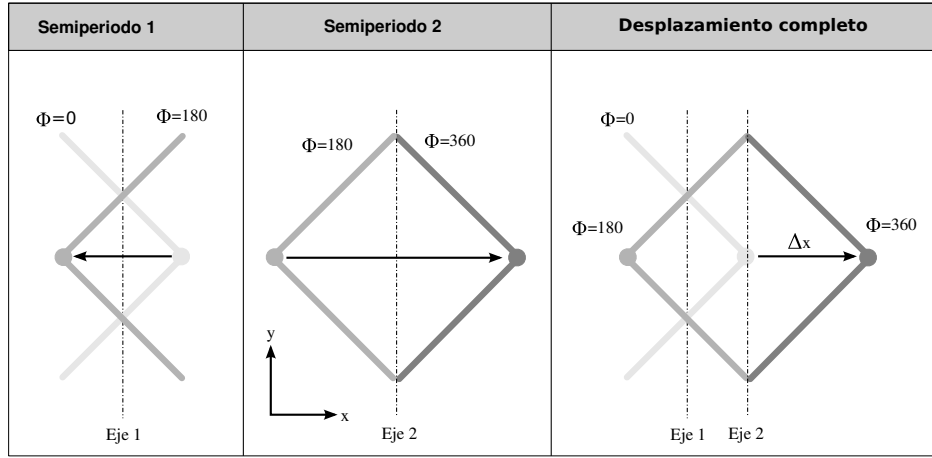 Semiperiodo 1
Semiperiodo 2
Desplazamiento completo
Φ=0
Φ=180
Eje 1
Φ=180
Φ=360
y
x
Eje 2
Φ=0
Φ=180
Δx
Φ=360
Eje 1
Eje 2